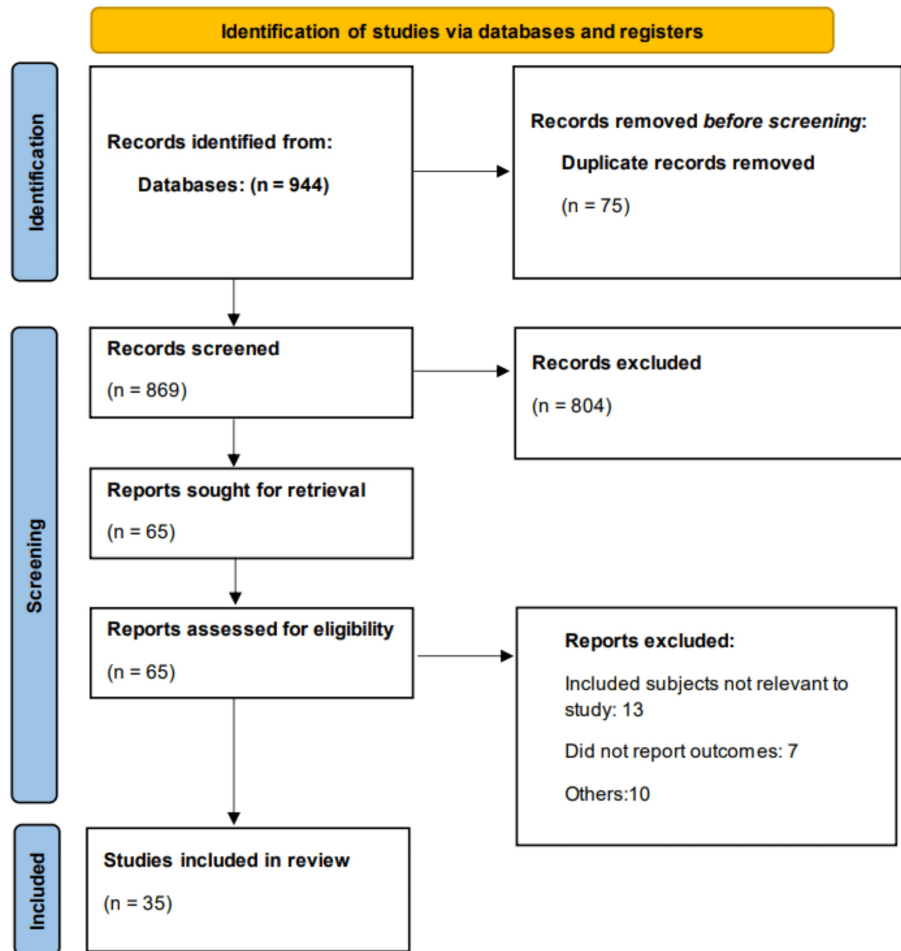 Identification of studies via databases and registers
Identification
Records identified from:
Databases: (n = 944)
Records removed before screening:
Duplicate records removed
(n = 75)
Screening
Records screened
(n = 869)
Records excluded
(n = 804)
Reports sought for retrieval
(n = 65)
Reports assessed for eligibility
(n = 65)
Reports excluded:
Included subjects not relevant to
study: 13
Did not report outcomes: 7
Others:10
Included
Studies included in review
(n = 35)